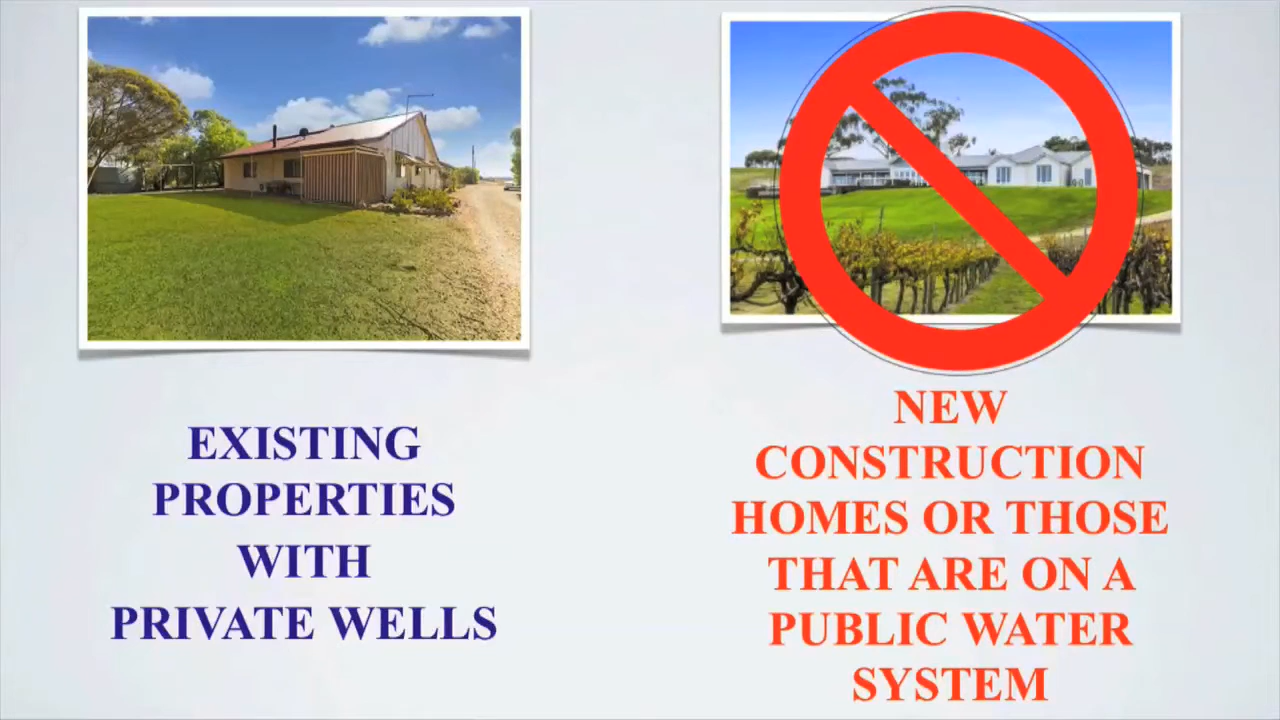 EXISTING
PROPERTIES
WITH
PRIVATE WELLS
NEW
CONSTRUCTION
HOMES OR THOSE
THAT ARE ON A
PUBLIC WATER
SYSTEM